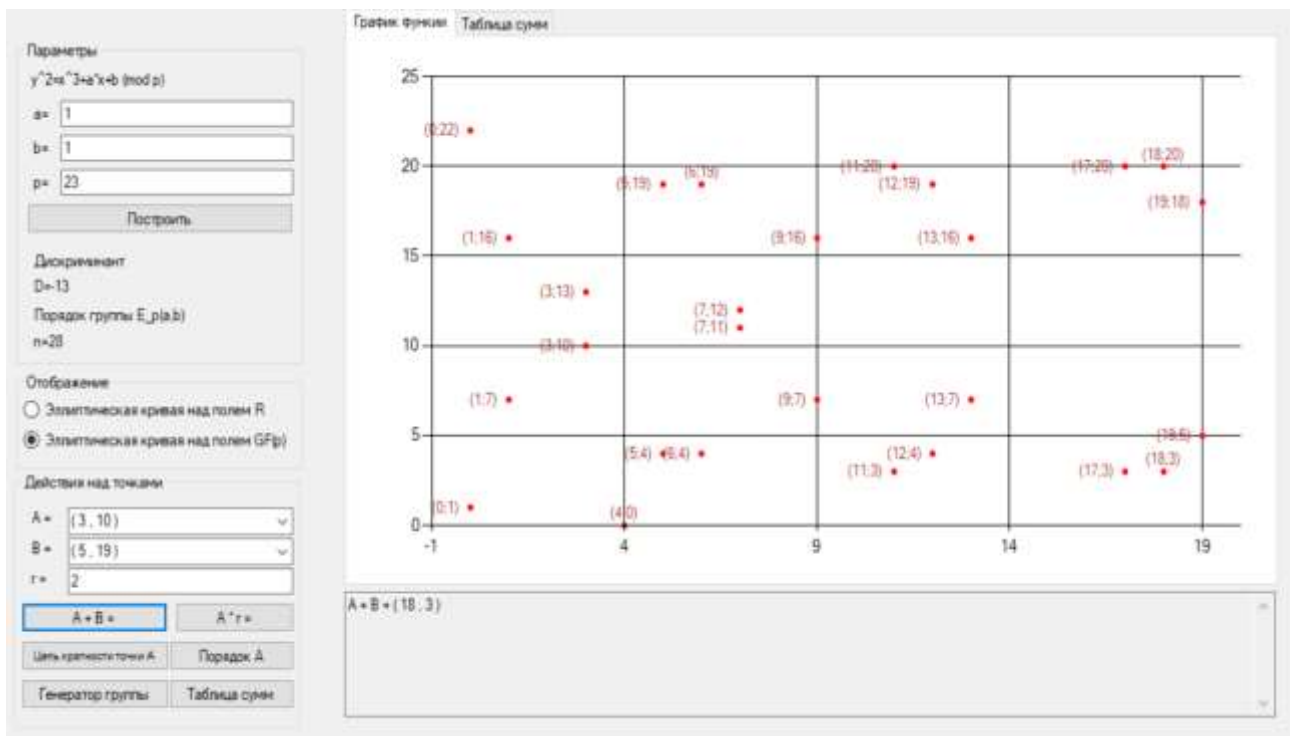 График функии Таблица сумм
Параметры
y^2=x^3+a*x+b (mod p)
a= 1
b= 1
p= 23
Построить
Дискриминант
D=-13
Порядок группы E_p(a,b)
n=28
Отображение
Эллиптическая кривая над полем R
Эллиптическая кривая над полем GF(p)
Действия над точками
A = ( 3 , 10 )
B = ( 5 , 19 )
r = 2
A + B = A * r =
Цепь кратности точки A Порядок A
Генератор группы Таблица сумм
25
(0;22)
20 (11;20) (17;20) (18;20)
(5;19) (6;19) (12;19)
(19;18)
(1;16) (9;16) (13;16)
15
(3;13)
(7;12)
(7;11)
10 (3;10)
(1;7) (9;7) (13;7)
5 (19;5)
(5;4) (6;4) (12;4)
(11;3) (17;3) (18;3)
(0;1)
(4;0)
0
-1 4 9 14 19
A + B = ( 18 , 3 )